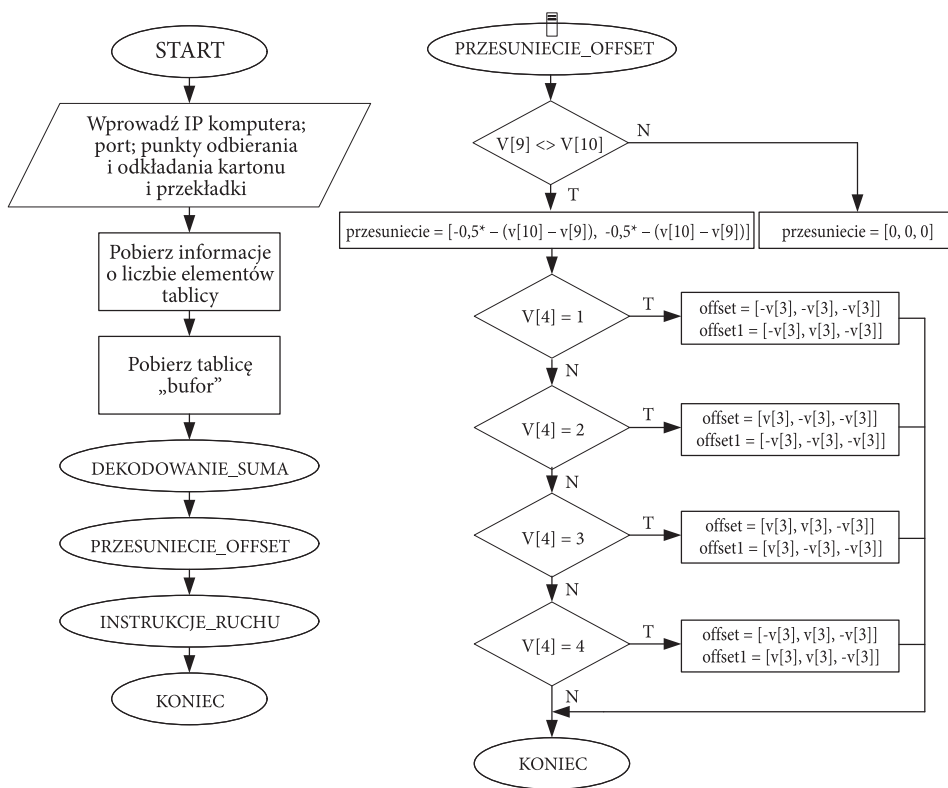 START
Wprowadź IP komputera;
port; punkty odbierania
i odkładania kartonu
i przekładki
Pobierz informacje
o liczbie elementów
tablicy
Pobierz tablicę
„bufor”
DEKODOWANIE_SUMA
PRZESUNIECIE_OFFSET
INSTRUKCJE_RUCHU
KONIEC
PRZESUNIECIE_OFFSET
V[9] <> V[10]
N
T
przesuniecie = [-0,5* – (v[10] – v[9]), -0,5* – (v[10] – v[9])]
przesuniecie = [0, 0, 0]
V[4] = 1
T
offset = [-v[3], -v[3], -v[3]]
offset1 = [-v[3], v[3], -v[3]]
N
V[4] = 2
T
offset = [v[3], -v[3], -v[3]]
offset1 = [-v[3], -v[3], -v[3]]
N
V[4] = 3
T
offset = [v[3], v[3], -v[3]]
offset1 = [v[3], -v[3], -v[3]]
N
V[4] = 4
T
offset = [-v[3], v[3], -v[3]]
offset1 = [v[3], v[3], -v[3]]
N
KONIEC